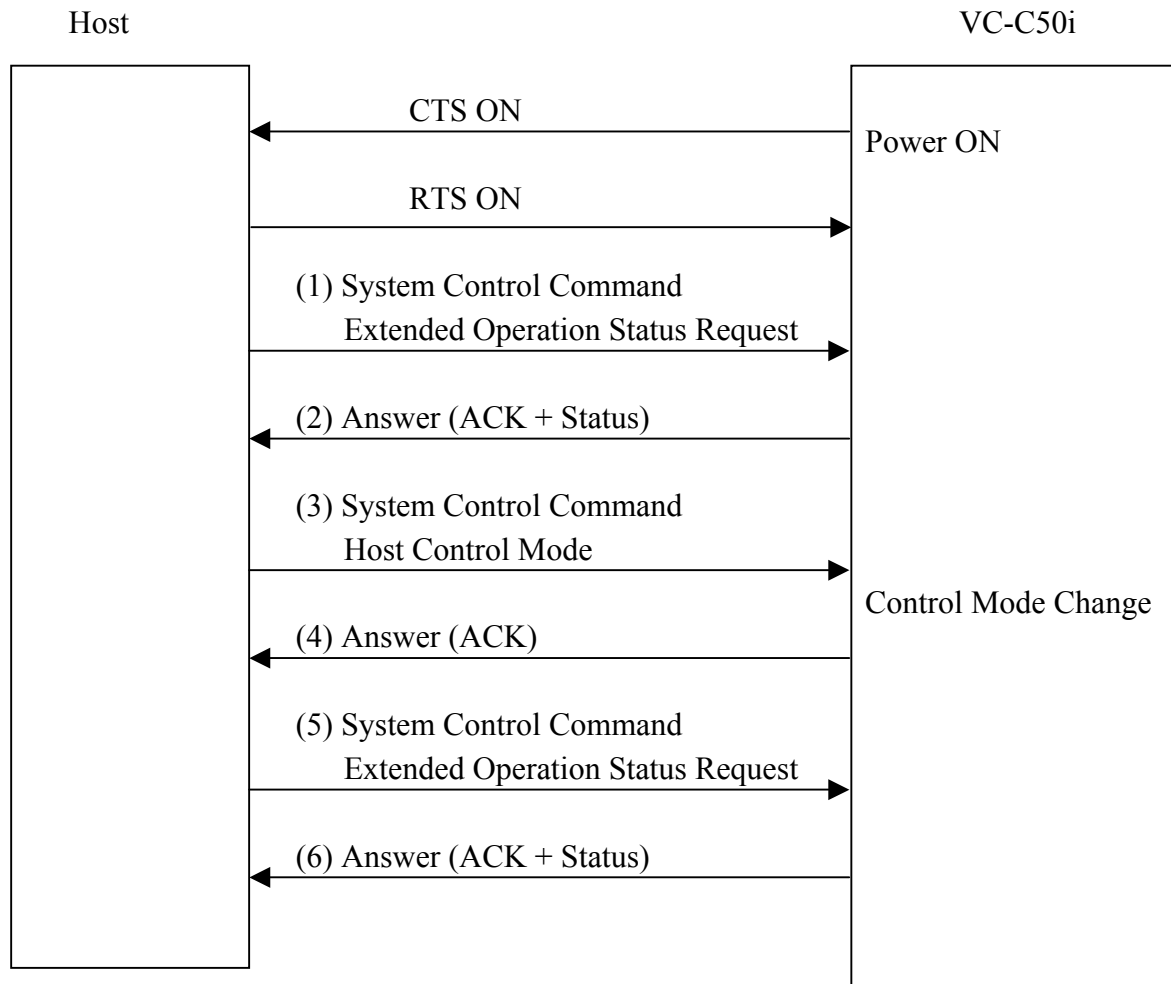 Host
VC-C50i
CTS ON
Power ON
RTS ON
(1) System Control Command
Extended Operation Status Request
(2) Answer (ACK + Status)
(3) System Control Command
Host Control Mode
Control Mode Change
(4) Answer (ACK)
(5) System Control Command
Extended Operation Status Request
(6) Answer (ACK + Status)